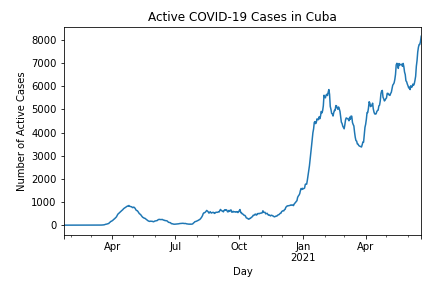 Active COVID-19 Cases in Cuba
Number of Active Cases
8000
7000
6000
5000
4000
3000
2000
1000
0
Apr Jul Oct Jan Apr
2021
Day